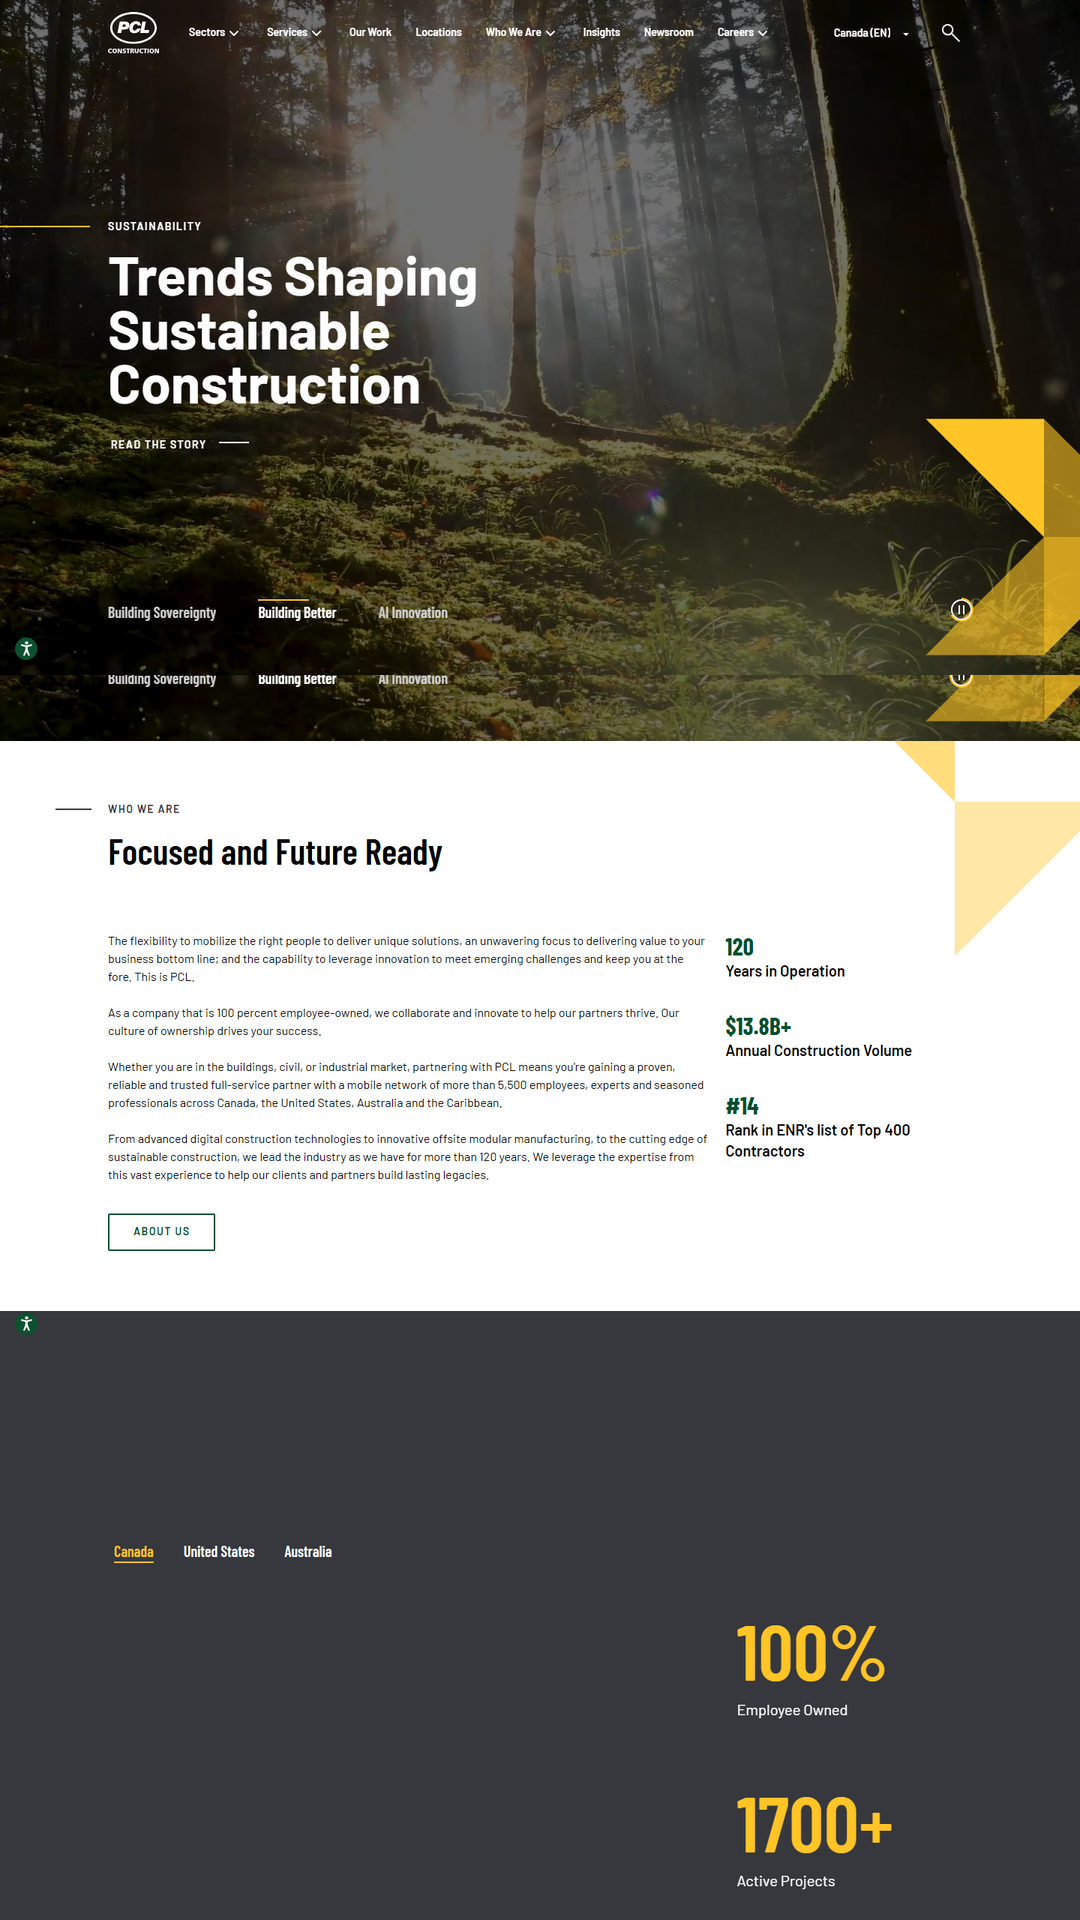 PCL
CONSTRUCTION
Sectors
Services
Our Work
Locations
Who We Are
Insights
Newsroom
Careers
Canada (EN)
SUSTAINABILITY
Trends Shaping
Sustainable
Construction
READ THE STORY
Building Sovereignty
Building Better
AI Innovation
Building Sovereignty
Building Better
AI Innovation
WHO WE ARE
Focused and Future Ready
The flexibility to mobilize the right people to deliver unique solutions, an unwavering focus to delivering value to your
business bottom line; and the capability to leverage innovation to meet emerging challenges and keep you at the
fore. This is PCL.
As a company that is 100 percent employee-owned, we collaborate and innovate to help our partners thrive. Our
culture of ownership drives your success.
Whether you are in the buildings, civil, or industrial market, partnering with PCL means you're gaining a proven,
reliable and trusted full-service partner with a mobile network of more than 5,500 employees, experts and seasoned
professionals across Canada, the United States, Australia and the Caribbean.
From advanced digital construction technologies to innovative offsite modular manufacturing, to the cutting edge of
sustainable construction, we lead the industry as we have for more than 120 years. We leverage the expertise from
this vast experience to help our clients and partners build lasting legacies.
ABOUT US
120
Years in Operation
$13.8B+
Annual Construction Volume
#14
Rank in ENR's list of Top 400
Contractors
Canada
United States
Australia
100%
Employee Owned
1700+
Active Projects